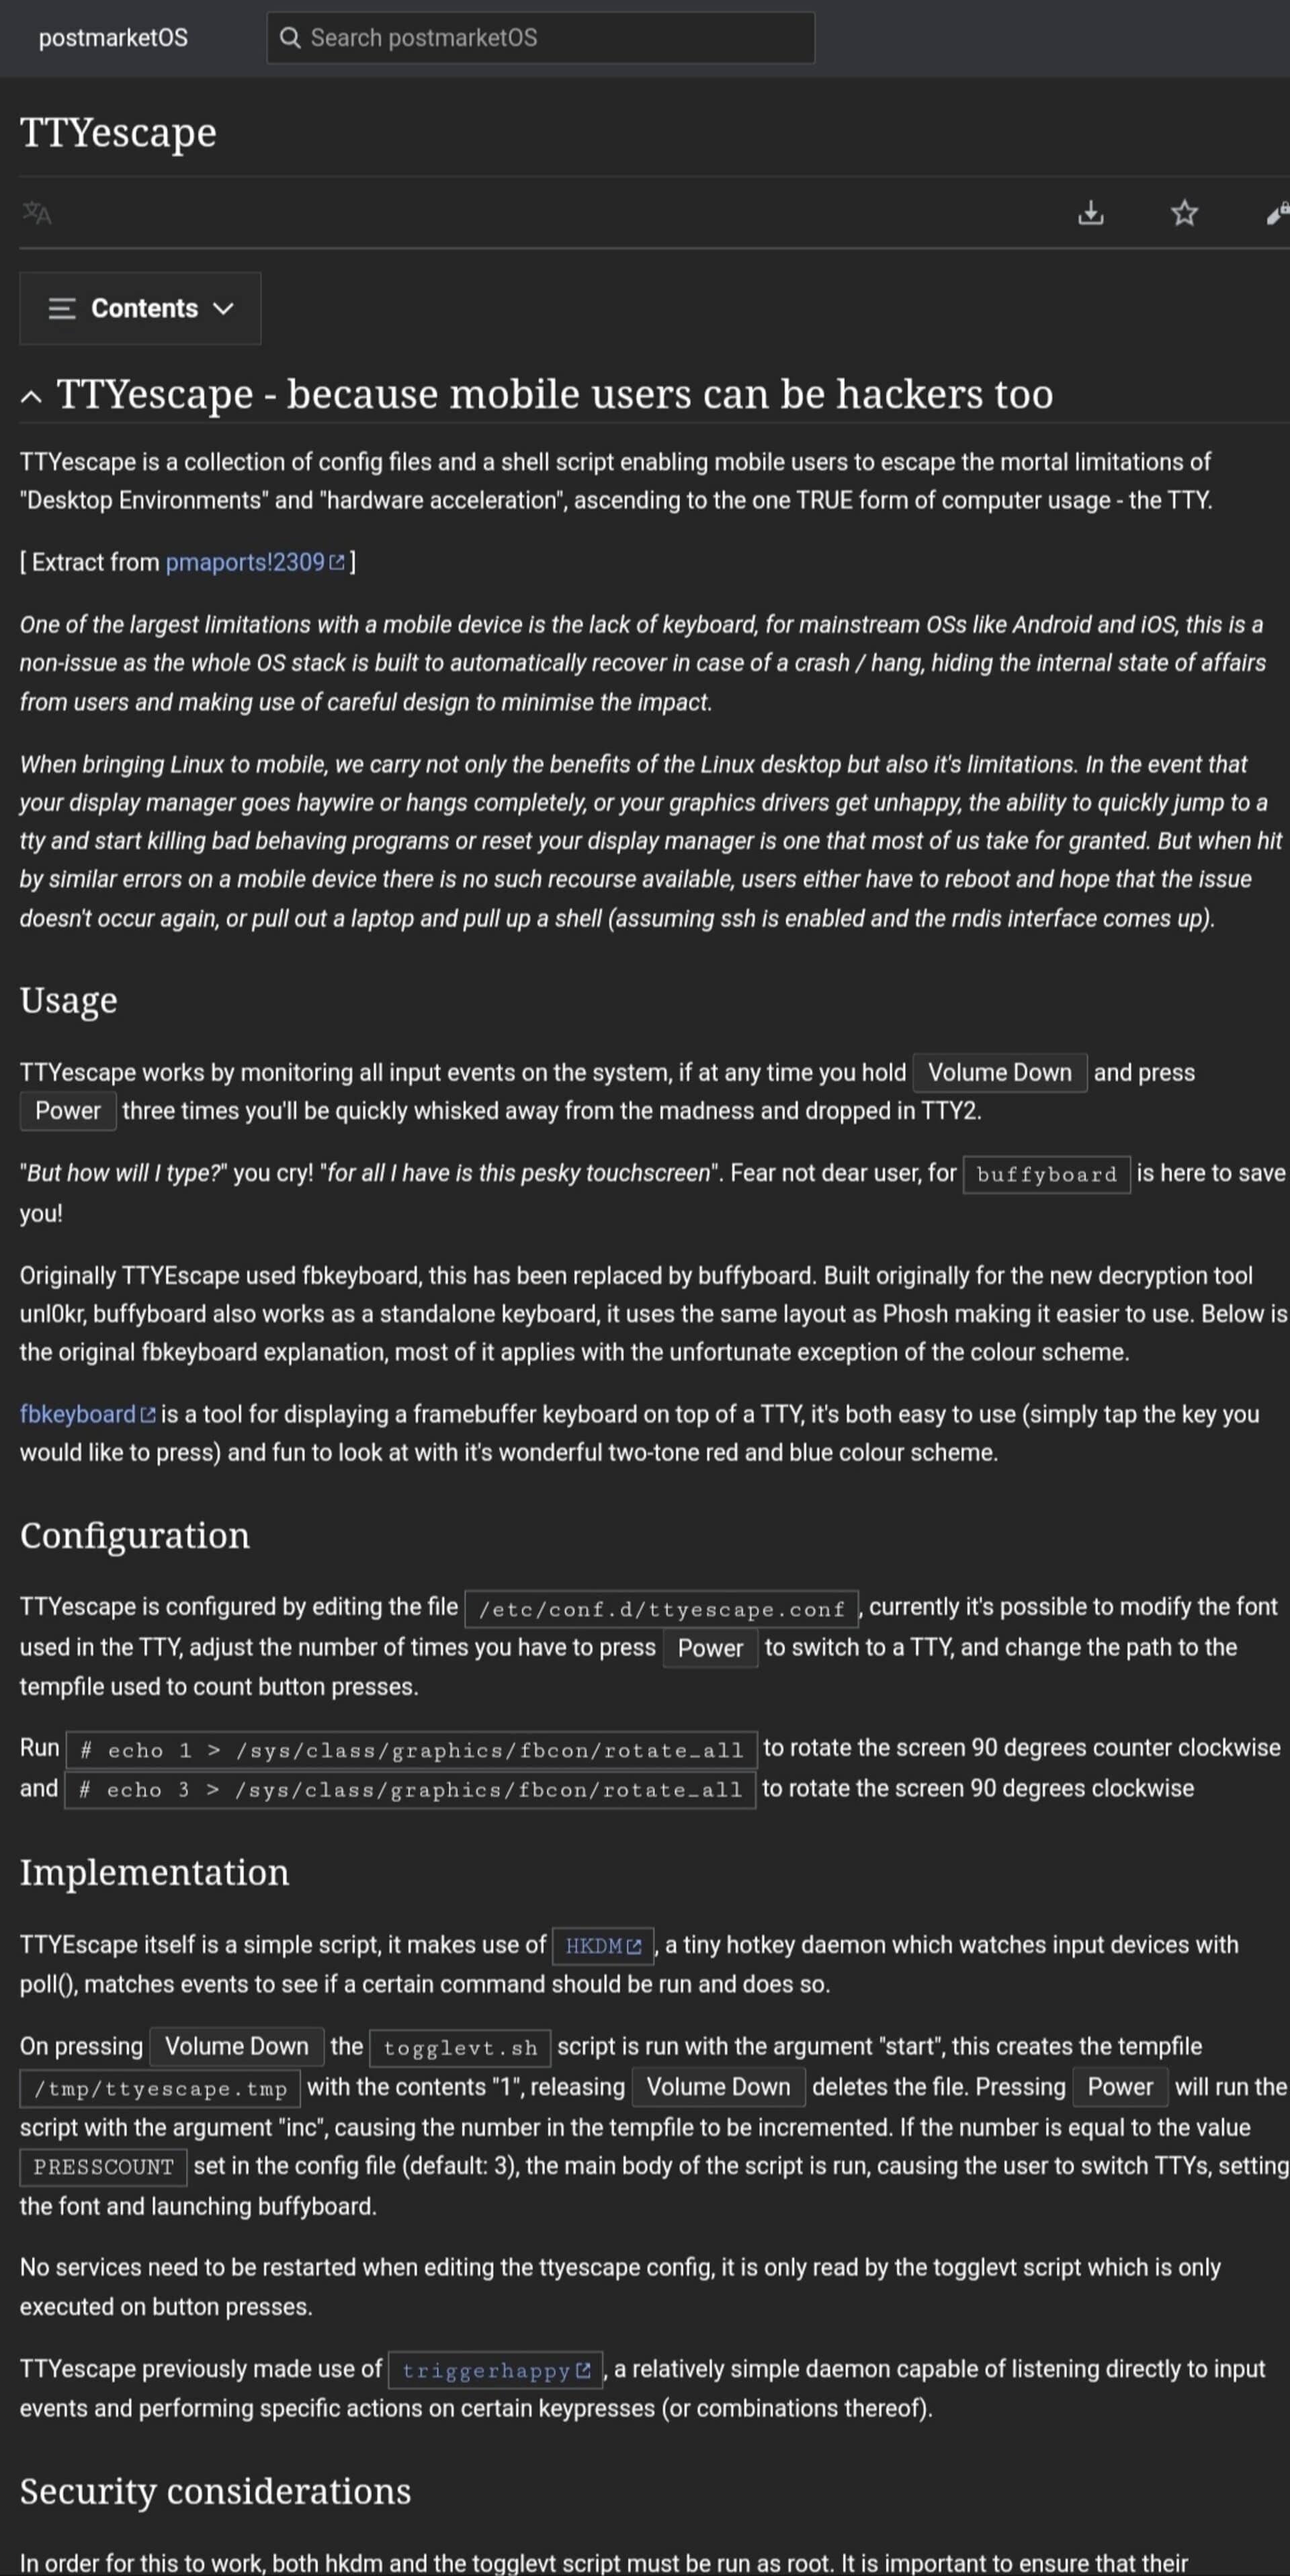 postmarketOS
Search postmarketOS
TTYescape
Contents
TTYescape - because mobile users can be hackers too
TTYescape is a collection of config files and a shell script enabling mobile users to escape the mortal limitations of
"Desktop Environments" and "hardware acceleration", ascending to the one TRUE form of computer usage - the TTY.
[ Extract from pmaports!2309 ]
One of the largest limitations with a mobile device is the lack of keyboard, for mainstream OSs like Android and iOS, this is a
non-issue as the whole OS stack is built to automatically recover in case of a crash / hang, hiding the internal state of affairs
from users and making use of careful design to minimise the impact.
When bringing Linux to mobile, we carry not only the benefits of the Linux desktop but also it's limitations. In the event that
your display manager goes haywire or hangs completely, or your graphics drivers get unhappy, the ability to quickly jump to a
tty and start killing bad behaving programs or reset your display manager is one that most of us take for granted. But when hit
by similar errors on a mobile device there is no such recourse available, users either have to reboot and hope that the issue
doesn't occur again, or pull out a laptop and pull up a shell (assuming ssh is enabled and the rndis interface comes up).
Usage
TTYescape works by monitoring all input events on the system, if at any time you hold Volume Down and press
Power three times you'll be quickly whisked away from the madness and dropped in TTY2.
"But how will I type?" you cry! "for all I have is this pesky touchscreen". Fear not dear user, for buffyboard is here to save
you!
Originally TTYEscape used fbkeyboard, this has been replaced by buffyboard. Built originally for the new decryption tool
unl0kr, buffyboard also works as a standalone keyboard, it uses the same layout as Phosh making it easier to use. Below is
the original fbkeyboard explanation, most of it applies with the unfortunate exception of the colour scheme.
fbkeyboard is a tool for displaying a framebuffer keyboard on top of a TTY, it's both easy to use (simply tap the key you
would like to press) and fun to look at with it's wonderful two-tone red and blue colour scheme.
Configuration
TTYescape is configured by editing the file /etc/conf.d/ttyescape.conf, currently it's possible to modify the font
used in the TTY, adjust the number of times you have to press Power to switch to a TTY, and change the path to the
tempfile used to count button presses.
Run # echo 1 > /sys/class/graphics/fbcon/rotate_all to rotate the screen 90 degrees counter clockwise
and # echo 3 > /sys/class/graphics/fbcon/rotate_all to rotate the screen 90 degrees clockwise
Implementation
TTYEscape itself is a simple script, it makes use of HKDM, a tiny hotkey daemon which watches input devices with
poll(), matches events to see if a certain command should be run and does so.
On pressing Volume Down the togglevt.sh script is run with the argument "start", this creates the tempfile
/tmp/ttyescape.tmp with the contents "1", releasing Volume Down deletes the file. Pressing Power will run the
script with the argument "inc", causing the number in the tempfile to be incremented. If the number is equal to the value
PRESSCOUNT set in the config file (default: 3), the main body of the script is run, causing the user to switch TTYs, setting
the font and launching buffyboard.
No services need to be restarted when editing the ttyescape config, it is only read by the togglevt script which is only
executed on button presses.
TTYescape previously made use of triggerhappy, a relatively simple daemon capable of listening directly to input
events and performing specific actions on certain keypresses (or combinations thereof).
Security considerations
In order for this to work, both hkdm and the togglevt script must be run as root. It is important to ensure that their